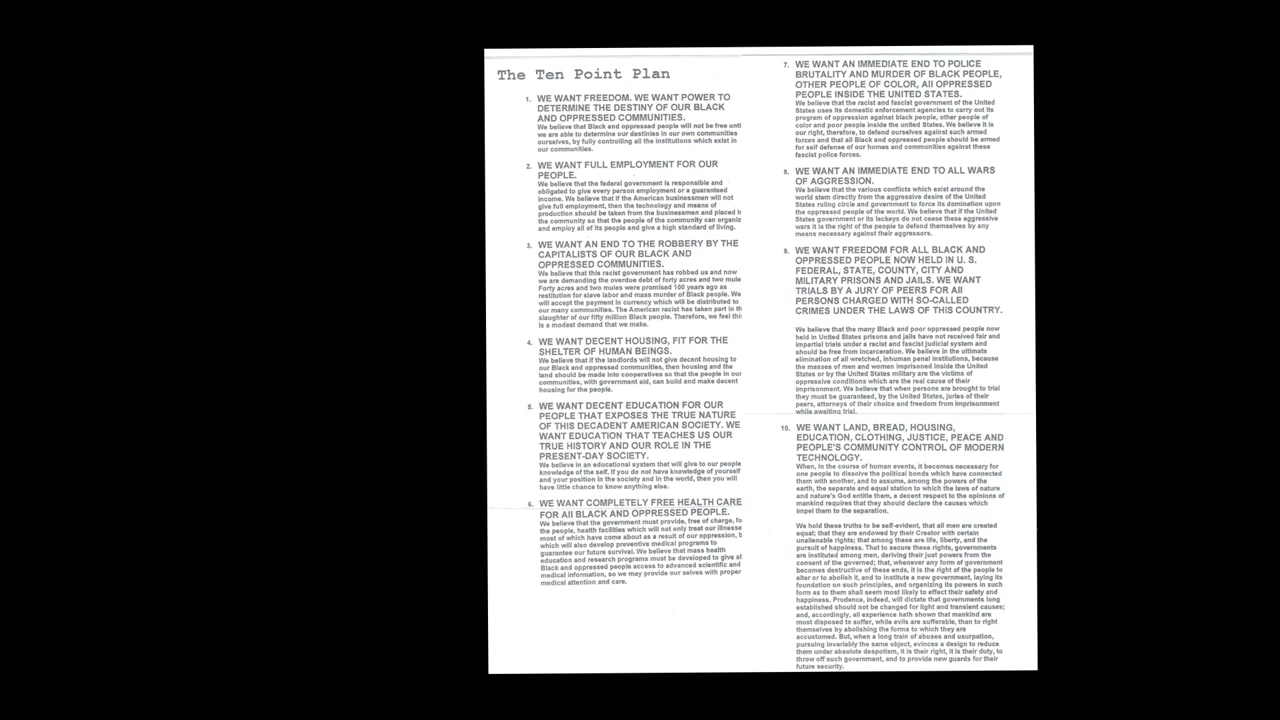 The Ten Point Plan
1. WE WANT FREEDOM. WE WANT POWER TO
DETERMINE THE DESTINY OF OUR BLACK
AND OPPRESSED COMMUNITIES.
We believe that Black and oppressed people will not be free unti
we are able to determine our destinies in our own communities
ourselves, by fully controlling all the institutions which exist in
our communities.
2. WE WANT FULL EMPLOYMENT FOR OUR
PEOPLE.
We believe that the federal government is responsible and
obligated to give every person employment or a guaranteed
income. We believe that if the American businessmen will not
give full employment, then the technology and means of
production should be taken from the businessmen and placed in
the community so that the people of the community can organiz
and employ all of its people and give a high standard of living.
3. WE WANT AN END TO THE ROBBERY BY THE
CAPITALISTS OF OUR BLACK AND
OPPRESSED COMMUNITIES.
We believe that this racist government has robbed us and now
we are demanding the overdue debt of forty acres and two mule
Forty acres and two mules were promised 100 years ago as
restitution for slave labor and mass murder of Black people. We
will accept the payment in currency which will be distributed to
our many communities. The American racist has taken part in th
slaughter of our fifty million Black people. Therefore, we feel this
is a modest demand that we make.
4. WE WANT DECENT HOUSING, FIT FOR THE
SHELTER OF HUMAN BEINGS.
We believe that if the landlords will not give decent housing to
our Black and oppressed communities, then housing and the
land should be made into cooperatives so that the people in our
communities, with government aid, can build and make decent
housing for the people.
5. WE WANT DECENT EDUCATION FOR OUR
PEOPLE THAT EXPOSES THE TRUE NATURE
OF THIS DECADENT AMERICAN SOCIETY. WE
WANT EDUCATION THAT TEACHES US OUR
TRUE HISTORY AND OUR ROLE IN THE
PRESENT-DAY SOCIETY.
We believe in an educational system that will give to our people
knowledge of the self. If you do not have knowledge of yourself
and your position in the society and in the world, then you will
have little chance to know anything else.
6. WE WANT COMPLETELY FREE HEALTH CARE
FOR All BLACK AND OPPRESSED PEOPLE.
We believe that the government must provide, free of charge, fo
the people, health facilities which will not only treat our illnesse
most of which have come about as a result of our oppression, b
which will also develop preventive medical programs to
guarantee our future survival. We believe that mass health
education and research programs must be developed to give al
Black and oppressed people access to advanced scientific and
medical information, so we may provide our selves with proper
medical attention and care.
7. WE WANT AN IMMEDIATE END TO POLICE
BRUTALITY AND MURDER OF BLACK PEOPLE,
OTHER PEOPLE OF COLOR, All OPPRESSED
PEOPLE INSIDE THE UNITED STATES.
We believe that the racist and fascist government of the United
States uses its domestic enforcement agencies to carry out its
program of oppression against black people, other people of
color and poor people inside the united States. We believe it is
our right, therefore, to defend ourselves against such armed
forces and that all Black and oppressed people should be armed
for self defense of our homes and communities against these
fascist police forces.
8. WE WANT AN IMMEDIATE END TO ALL WARS
OF AGGRESSION.
We believe that the various conflicts which exist around the
world stem directly from the aggressive desire of the United
States ruling circle and government to force its domination upon
the oppressed people of the world. We believe that if the United
States government or its lackeys do not cease these aggressive
wars it is the right of the people to defend themselves by any
means necessary against their aggressors.
9. WE WANT FREEDOM FOR ALL BLACK AND
OPPRESSED PEOPLE NOW HELD IN U. S.
FEDERAL, STATE, COUNTY, CITY AND
MILITARY PRISONS AND JAILS. WE WANT
TRIALS BY A JURY OF PEERS FOR All
PERSONS CHARGED WITH SO-CALLED
CRIMES UNDER THE LAWS OF THIS COUNTRY.
We believe that the many Black and poor oppressed people now
held in United States prisons and jails have not received fair and
impartial trials under a racist and fascist judicial system and
should be free from incarceration. We believe in the ultimate
elimination of all wretched, inhuman penal institutions, because
the masses of men and women imprisoned inside the United
States or by the United States military are the victims of
oppressive conditions which are the real cause of their
imprisonment. We believe that when persons are brought to trial
they must be guaranteed, by the United States, juries of their
peers, attorneys of their choice and freedom from imprisonment
while awaiting trial.
10. WE WANT LAND, BREAD, HOUSING,
EDUCATION, CLOTHING, JUSTICE, PEACE AND
PEOPLE'S COMMUNITY CONTROL OF MODERN
TECHNOLOGY.
When, in the course of human events, it becomes necessary for
one people to dissolve the political bonds which have connected
them with another, and to assume, among the powers of the
earth, the separate and equal station to which the laws of nature
and nature's God entitle them, a decent respect to the opinions of
mankind requires that they should declare the causes which
impel them to the separation.
We hold these truths to be self-evident, that all men are created
equal; that they are endowed by their Creator with certain
unalienable rights; that among these are life, liberty, and the
pursuit of happiness. That to secure these rights, governments
are instituted among men, deriving their just powers from the
consent of the governed; that, whenever any form of government
becomes destructive of these ends, it is the right of the people to
alter or to abolish it, and to institute a new government, laying its
foundation on such principles, and organizing its powers in such
form as to them shall seem most likely to effect their safety and
happiness. Prudence, indeed, will dictate that governments long
established should not be changed for light and transient causes;
and, accordingly, all experience hath shown that mankind are
most disposed to suffer, while evils are sufferable, than to right
themselves by abolishing the forms to which they are
accustomed. But, when a long train of abuses and usurpation,
pursuing invariably the same object, evinces a design to reduce
them under absolute despotism, it is their right, it is their duty, to
throw off such government, and to provide new guards for their
future security.